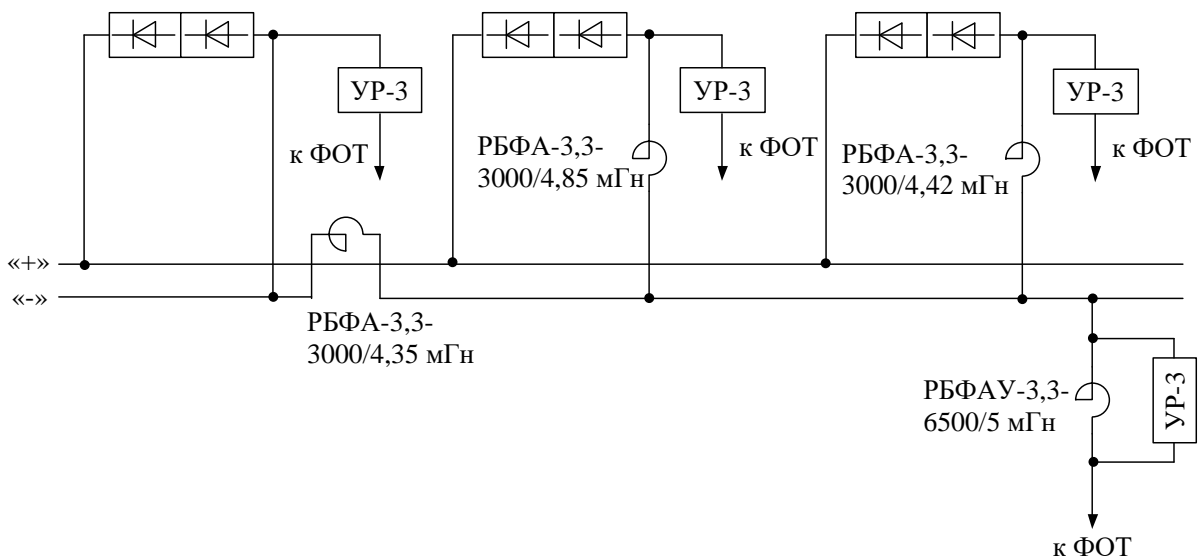 УР-3
УР-3
УР-3
к ФОТ
РБФА-3,3-
3000/4,85 мГн
к ФОТ
РБФА-3,3-
3000/4,42 мГн
к ФОТ
«+»
«-»
РБФА-3,3-
3000/4,35 мГн
РБФАУ-3,3-
6500/5 мГн
УР-3
к ФОТ